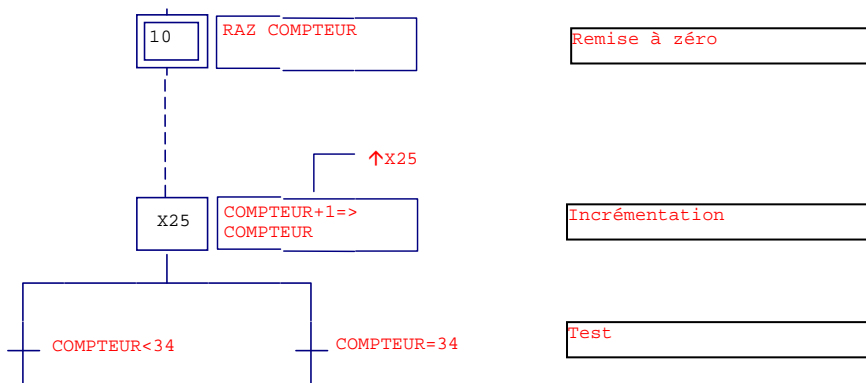 10
RAZ COMPTEUR
Remise à zéro
↑X25
X25
COMPTEUR+1=>
COMPTEUR
Incrémentation
COMPTEUR<34
COMPTEUR=34
Test